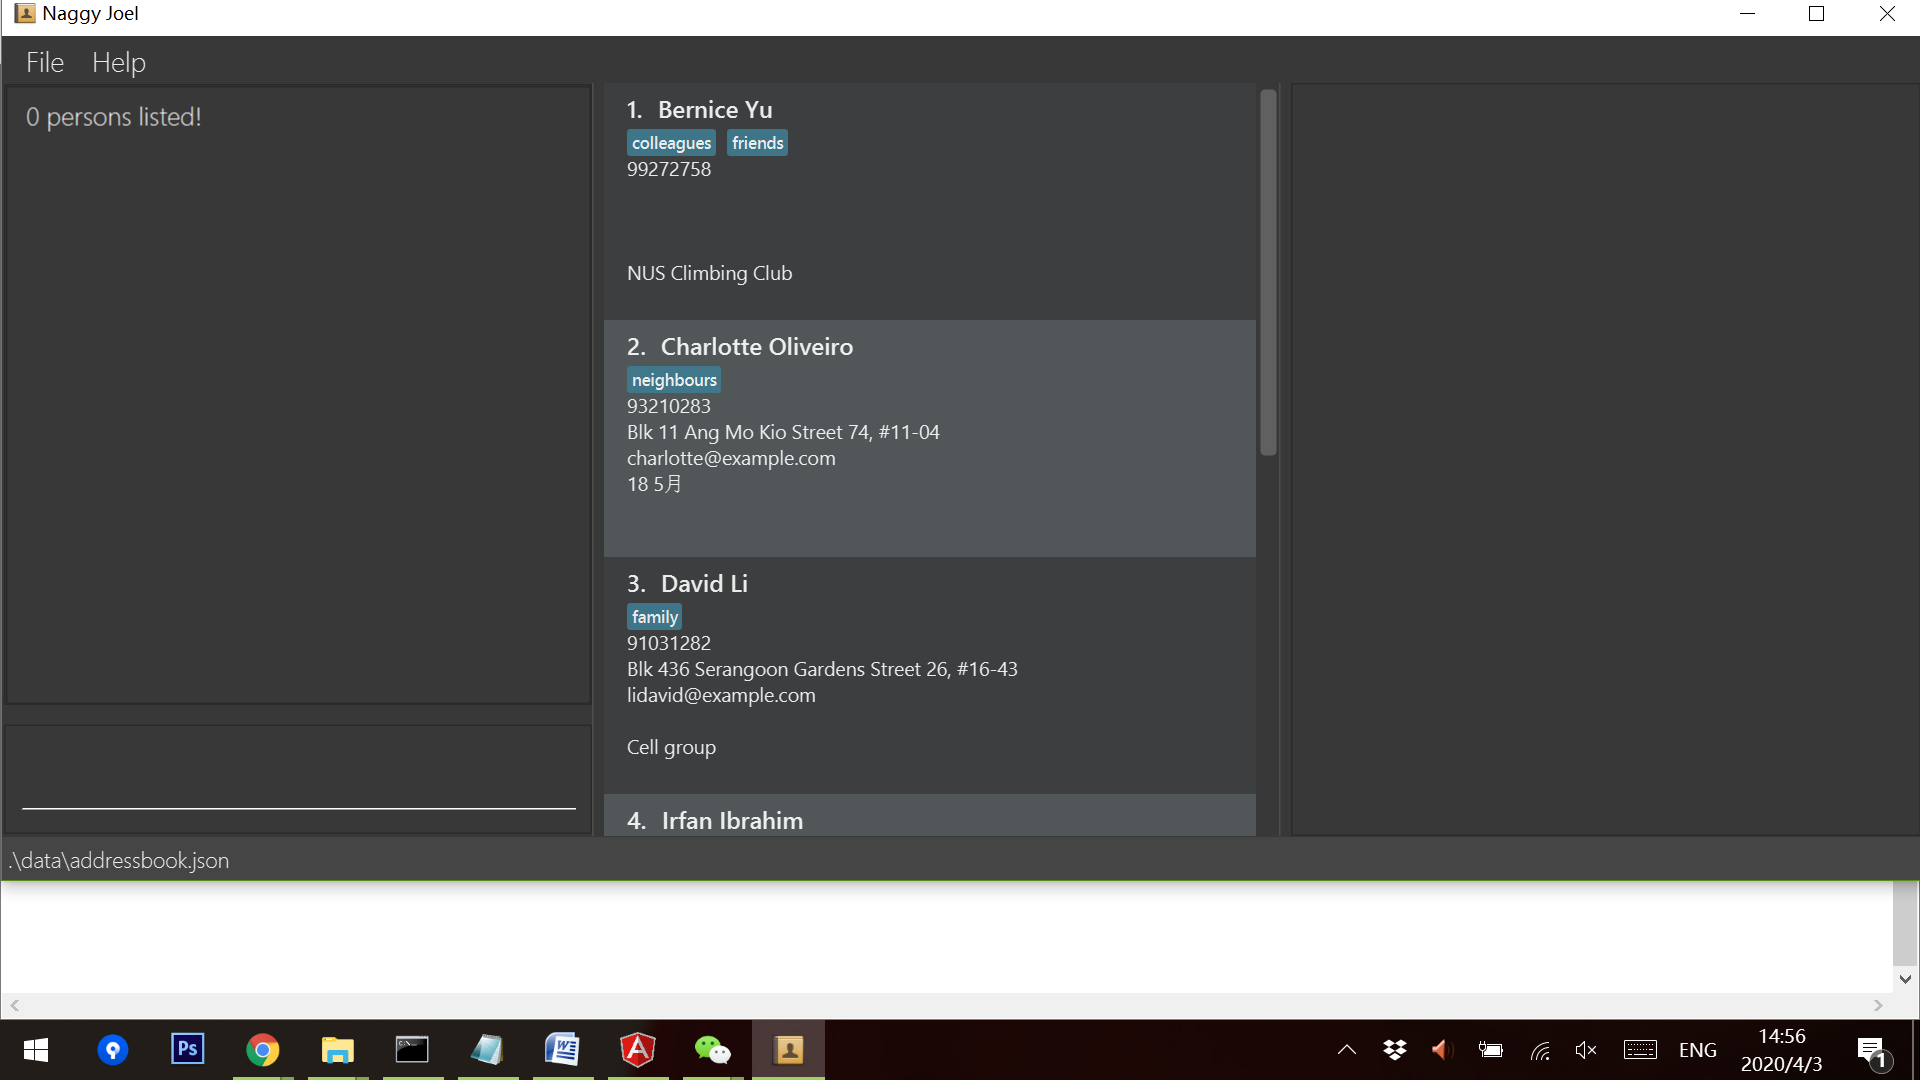 Naggy Joel
File Help
0 persons listed!
1. Bernice Yu
colleagues friends
99272758
NUS Climbing Club
2. Charlotte Oliveiro
neighbours
93210283
Blk 11 Ang Mo Kio Street 74, #11-04
charlotte@example.com
18 5月
3. David Li
family
91031282
Blk 436 Serangoon Gardens Street 26, #16-43
lidavid@example.com
Cell group
4. Irfan Ibrahim
.\data\addressbook.json
Ps
ENG
14:56
2020/4/3
1